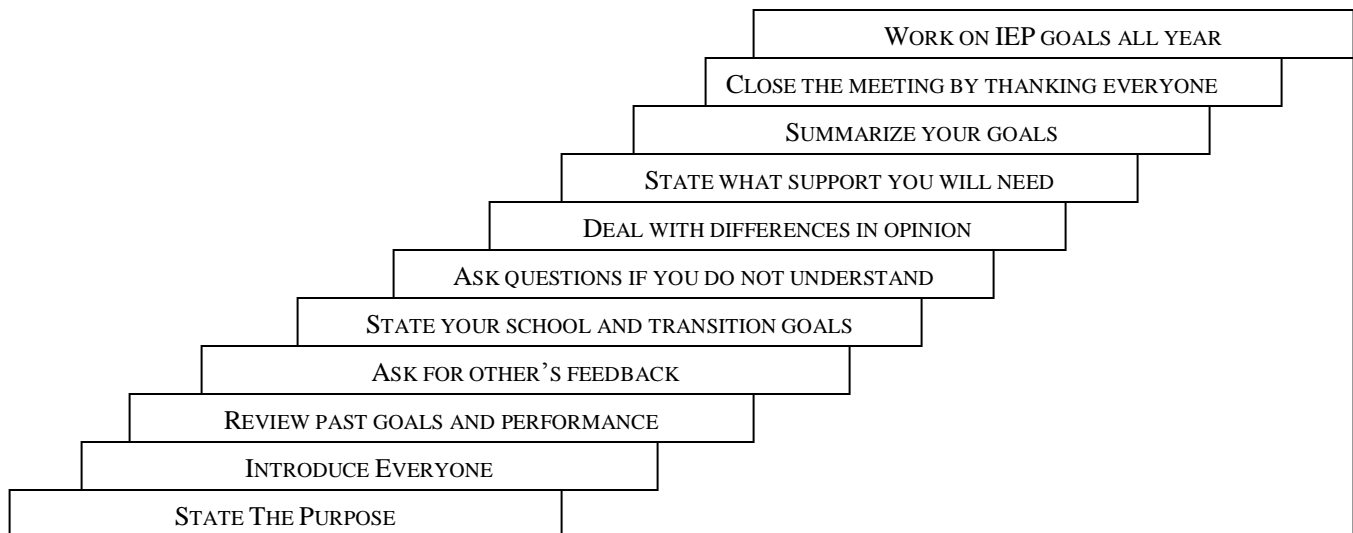 WORK ON IEP GOALS ALL YEAR
CLOSE THE MEETING BY THANKING EVERYONE
SUMMARIZE YOUR GOALS
STATE WHAT SUPPORT YOU WILL NEED
DEAL WITH DIFFERENCES IN OPINION
ASK QUESTIONS IF YOU DO NOT UNDERSTAND
STATE YOUR SCHOOL AND TRANSITION GOALS
ASK FOR OTHER’S FEEDBACK
REVIEW PAST GOALS AND PERFORMANCE
INTRODUCE EVERYONE
STATE THE PURPOSE